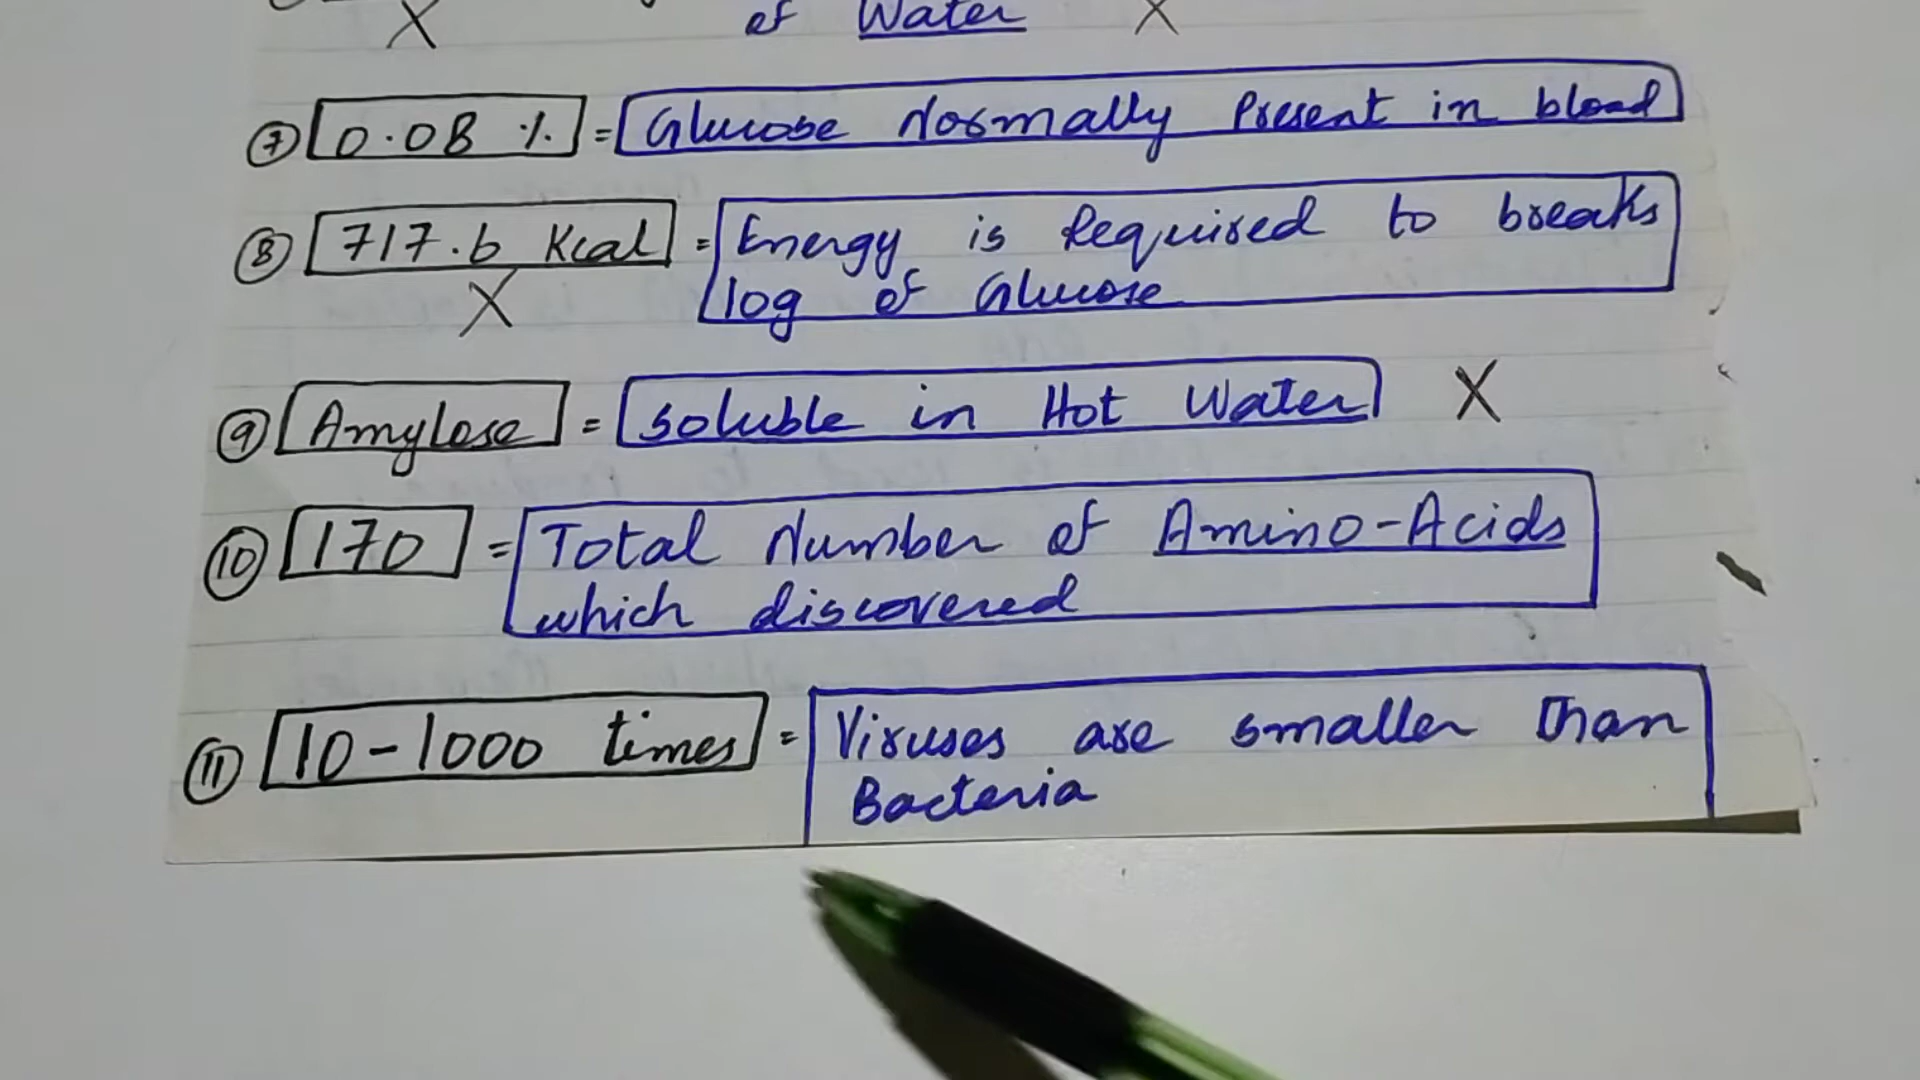 of Water
X X
⑦ 0.08 % = Glucose Normally Present in blood
⑧ 717.6 Kcal = Energy is Required to breaks
X log of Glucose
⑨ Amylose = soluble in Hot Water X
⑩ 170 = Total Number of Amino-Acids
which discovered
⑪ 10-1000 times = Viruses are smaller than
Bacteria